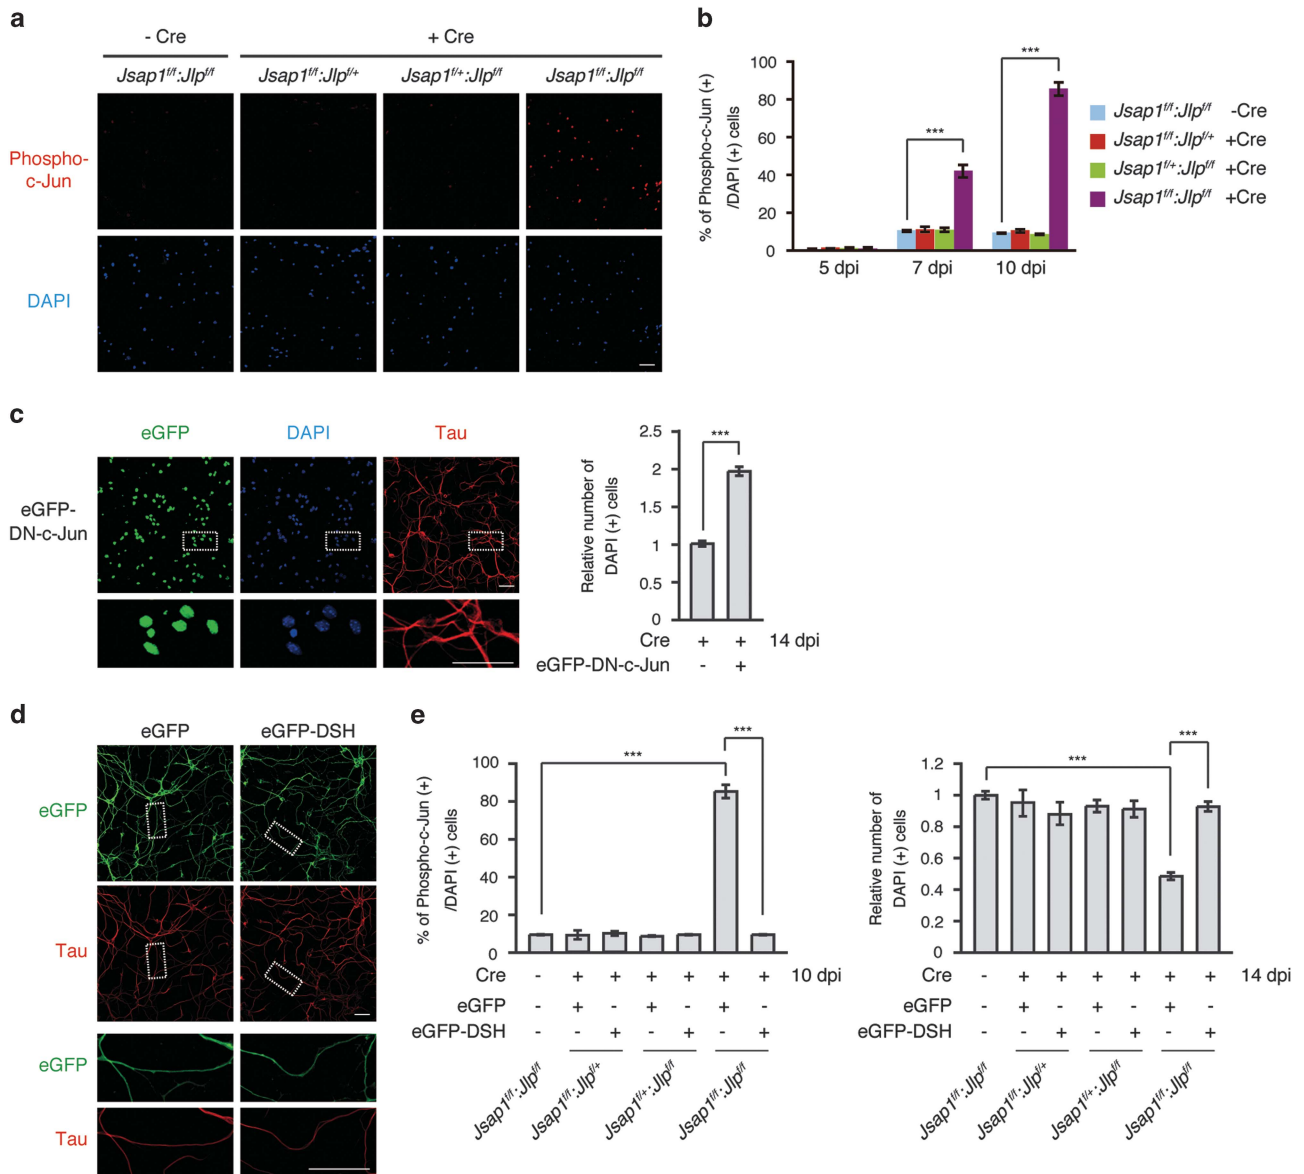 a
- Cre
+ Cre
Jsap1f/f:Jlpf/f
Jsap1f/f:Jlpf/+
Jsap1f/+:Jlpf/f
Jsap1f/f:Jlpf/f
Phospho-
c-Jun
DAPI
b
% of Phospho-c-Jun (+)
/DAPI (+) cells
100
80
60
40
20
0
***
***
5 dpi
7 dpi
10 dpi
Jsap1f/f:Jlpf/f -Cre
Jsap1f/f:Jlpf/+ +Cre
Jsap1f/+:Jlpf/f +Cre
Jsap1f/f:Jlpf/f +Cre
c
eGFP
DAPI
Tau
eGFP-
DN-c-Jun
Relative number of
DAPI (+) cells
2.5
2
1.5
1
0.5
0
***
Cre + + 14 dpi
eGFP-DN-c-Jun - +
d
eGFP
eGFP-DSH
eGFP
Tau
eGFP
Tau
e
% of Phospho-c-Jun (+)
/DAPI (+) cells
100
80
60
40
20
0
***
***
Cre - + + + + + + 10 dpi
eGFP - + - + - + -
eGFP-DSH - - + - + - +
Jsap1f/f: Jlpf/f
Jsap1f/f: Jlpf/+
Jsap1f/+: Jlpf/f
Jsap1f/f: Jlpf/f
Relative number of
DAPI (+) cells
1.2
1
0.8
0.6
0.4
0.2
0
***
***
Cre - + + + + + + 14 dpi
eGFP - + - + - + -
eGFP-DSH - - + - + - +
Jsap1f/f: Jlpf/f
Jsap1f/f: Jlpf/+
Jsap1f/+: Jlpf/f
Jsap1f/f: Jlpf/f